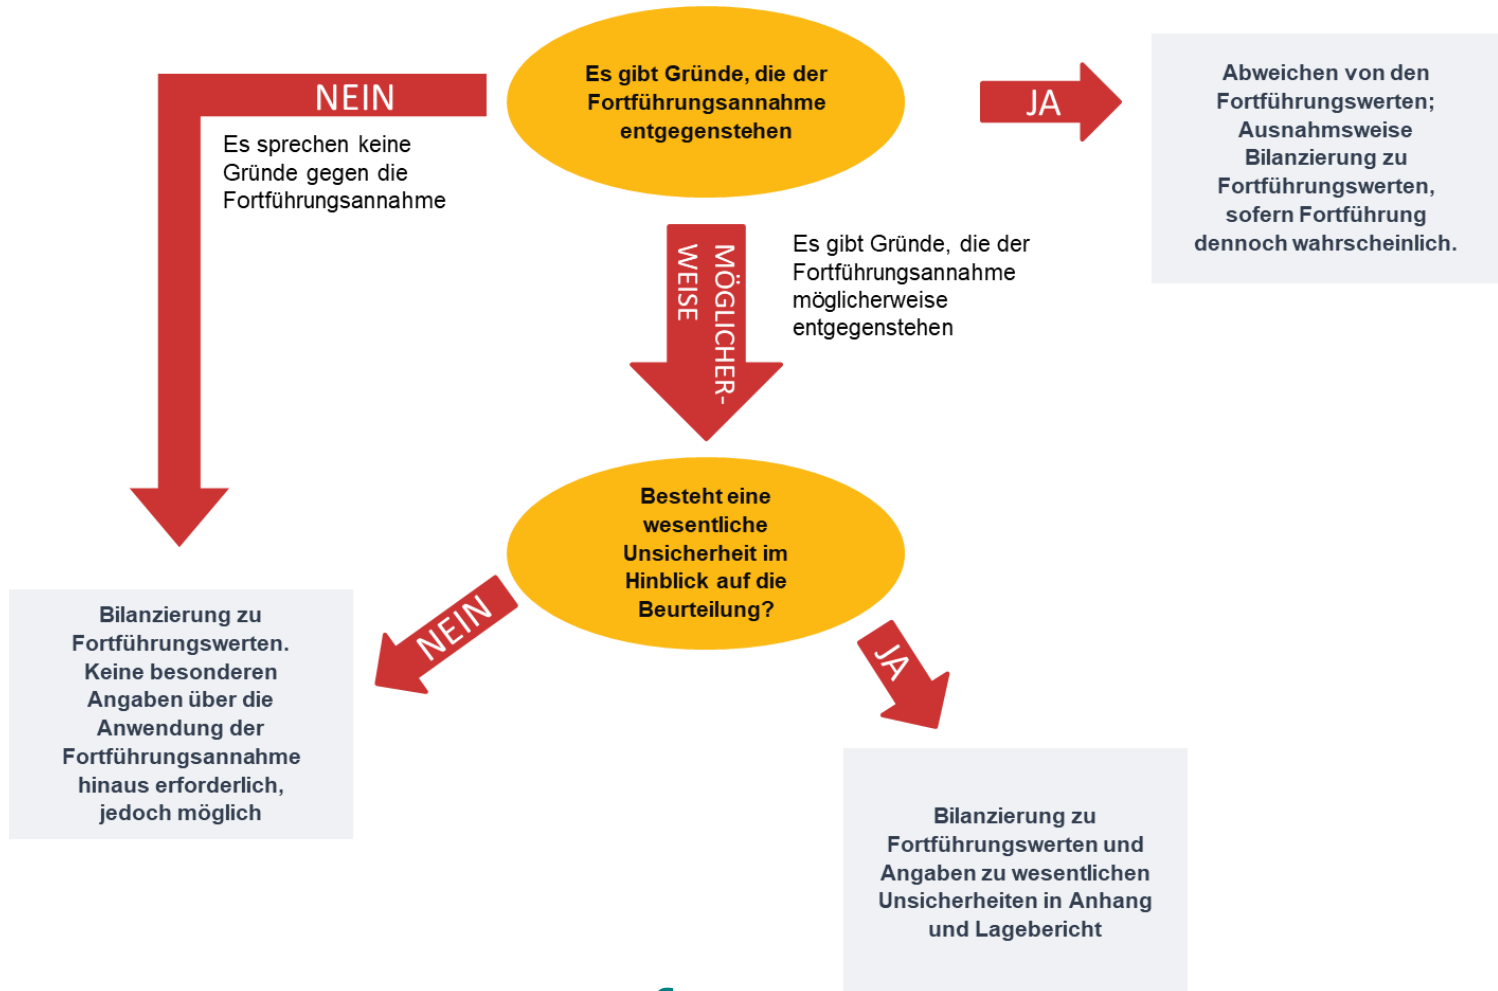 Es gibt Gründe, die der
Fortführungsannahme
entgegenstehen
NEIN
Es sprechen keine
Gründe gegen die
Fortführungsannahme
JA
Abweichen von den
Fortführungswerten;
Ausnahmsweise
Bilanzierung zu
Fortführungswerten,
sofern Fortführung
dennoch wahrscheinlich.
MÖGLICHER-
WEISE
Es gibt Gründe, die der
Fortführungsannahme
möglicherweise
entgegenstehen
Besteht eine
wesentliche
Unsicherheit im
Hinblick auf die
Beurteilung?
NEIN
Bilanzierung zu
Fortführungswerten.
Keine besonderen
Angaben über die
Anwendung der
Fortführungsannahme
hinaus erforderlich,
jedoch möglich
JA
Bilanzierung zu
Fortführungswerten und
Angaben zu wesentlichen
Unsicherheiten in Anhang
und Lagebericht